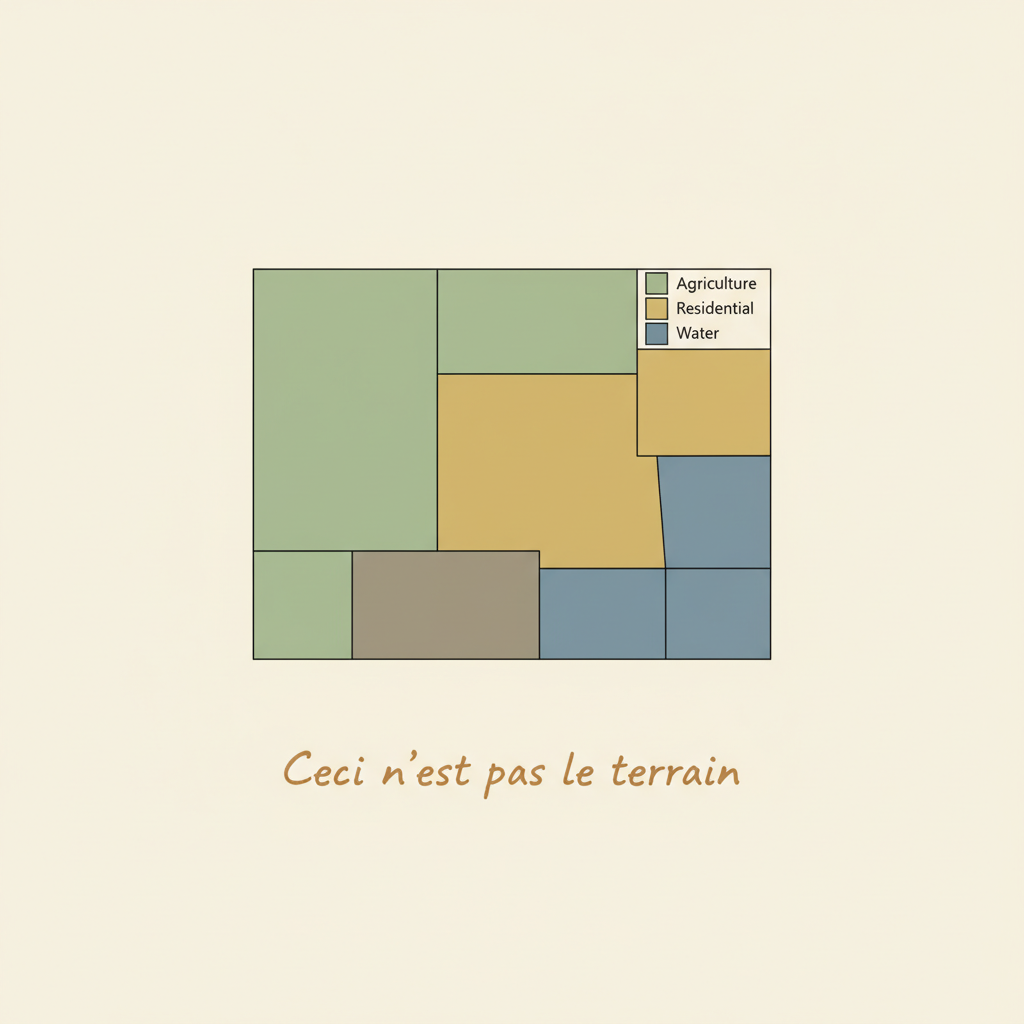 Agriculture
Residential
Water
Ceci n’est pas le terrain